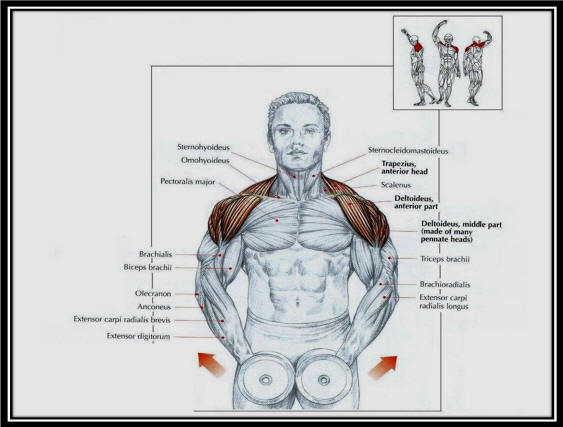 Sternohyoideus
Omohyoideus
Pectoralis major
Brachialis
Biceps brachii
Olecranon
Anconeus
Extensor carpi radialis brevis
Extensor digitorum
Sternocleidomastoideus
Trapezius,
anterior head
Scalenus
Deltoideus,
anterior part
Deltoideus, middle part
(made of many
pennate heads)
Triceps brachii
Brachioradialis
Extensor carpi
radialis longus